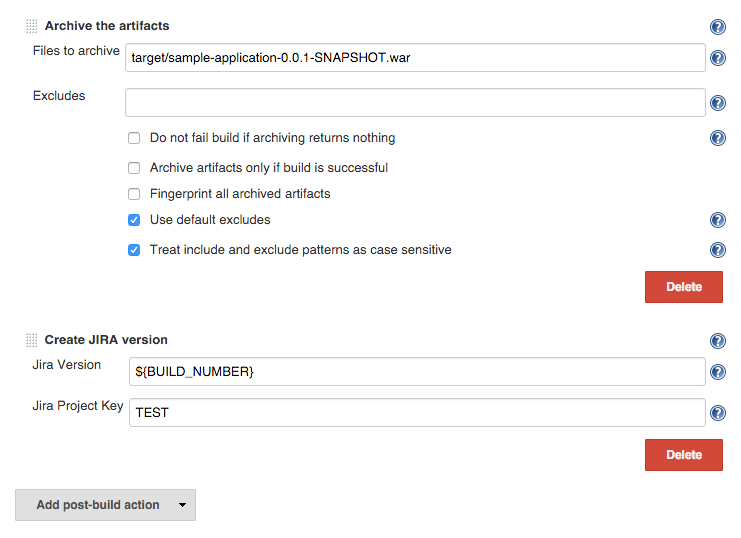 Archive the artifacts
Files to archive target/sample-application-0.0.1-SNAPSHOT.war
Excludes
Do not fail build if archiving returns nothing
Archive artifacts only if build is successful
Fingerprint all archived artifacts
Use default excludes
Treat include and exclude patterns as case sensitive
Delete
Create JIRA version
Jira Version ${BUILD_NUMBER}
Jira Project Key TEST
Delete
Add post-build action